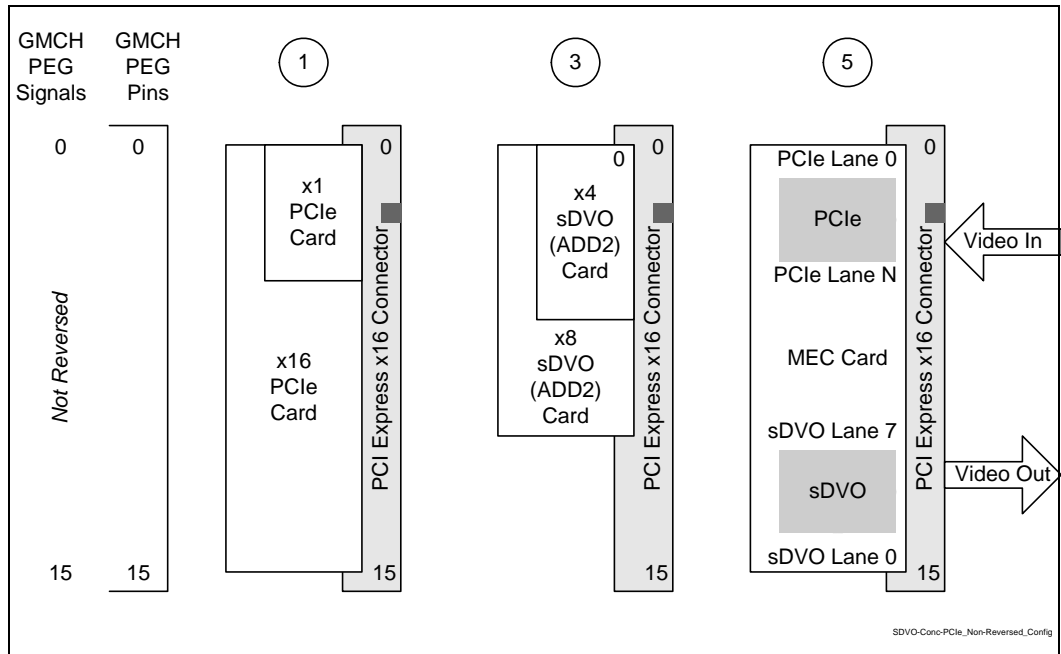 GMCH
PEG
Signals
GMCH
PEG
Pins
1
3
5
0
15
Not Reversed
0
15
x1
PCIe
Card
x16
PCIe
Card
0
PCI Express x16 Connector
15
0
x4
sDVO
(ADD2)
Card
x8
sDVO
(ADD2)
Card
0
PCI Express x16 Connector
15
PCIe Lane 0
PCIe
PCIe Lane N
MEC Card
sDVO Lane 7
sDVO
sDVO Lane 0
0
PCI Express x16 Connector
15
Video In
Video Out
SDVO-Conc-PCIe_Non-Reversed_Config